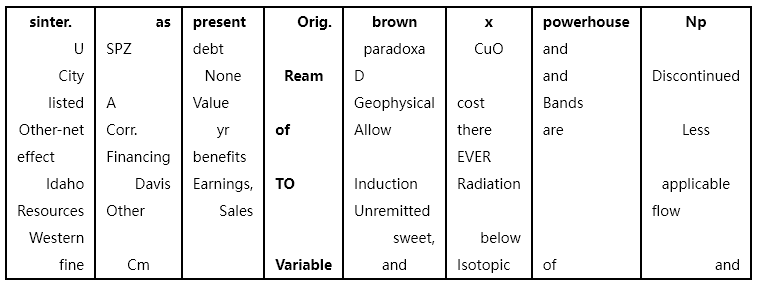 sinter. as present Orig. brown x powerhouse Np
U SPZ debt paradoxa CuO and
City None Ream D and Discontinued
listed A Value Geophysical cost Bands
Other-net Corr. yr of Allow there are Less
effect Financing benefits EVER
Idaho Davis Earnings, TO Induction Radiation applicable
Resources Other Sales Unremitted flow
Western sweet, below
fine Cm Variable and Isotopic of and